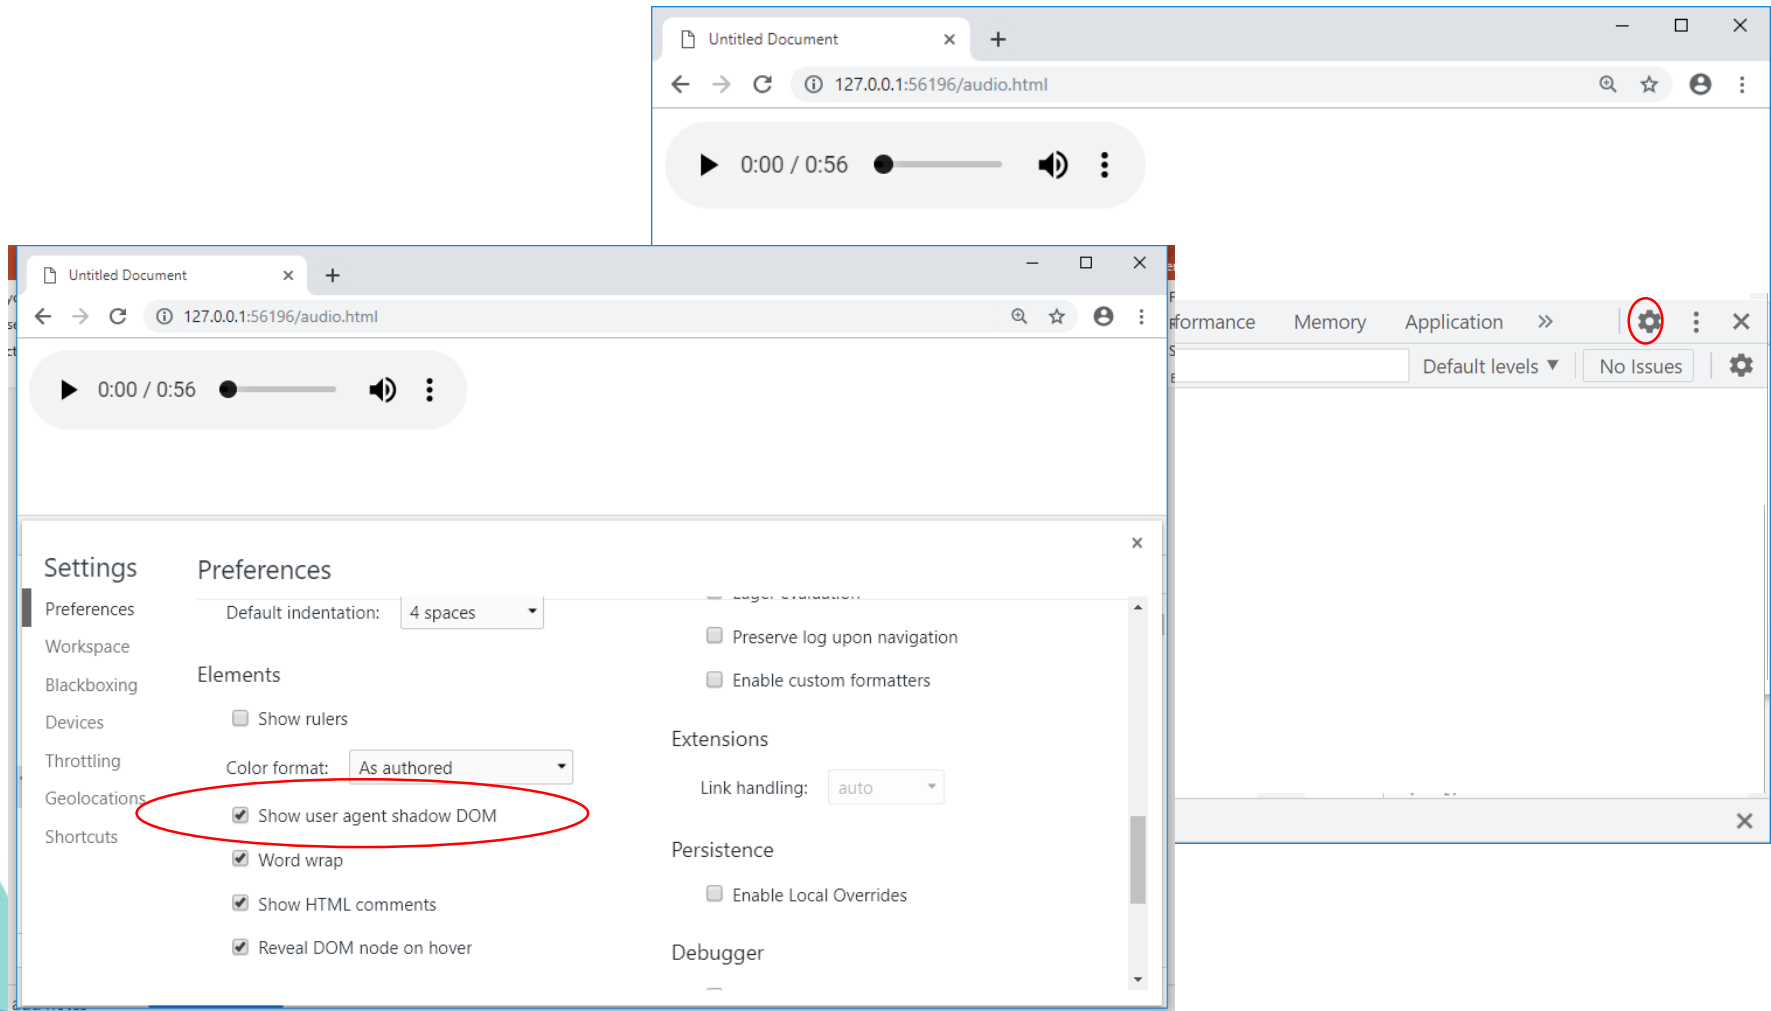 Untitled Document
127.0.0.1:56196/audio.html
0:00 / 0:56
Untitled Document
127.0.0.1:56196/audio.html
0:00 / 0:56
formance Memory Application »
Default levels ▼ No Issues
Settings
Preferences
Workspace
Blackboxing
Devices
Throttling
Geolocations
Shortcuts
Preferences
Default indentation: 4 spaces
Elements
Show rulers
Color format: As authored
Show user agent shadow DOM
Word wrap
Show HTML comments
Reveal DOM node on hover
Eager evaluation
Preserve log upon navigation
Enable custom formatters
Extensions
Link handling: auto
Persistence
Enable Local Overrides
Debugger